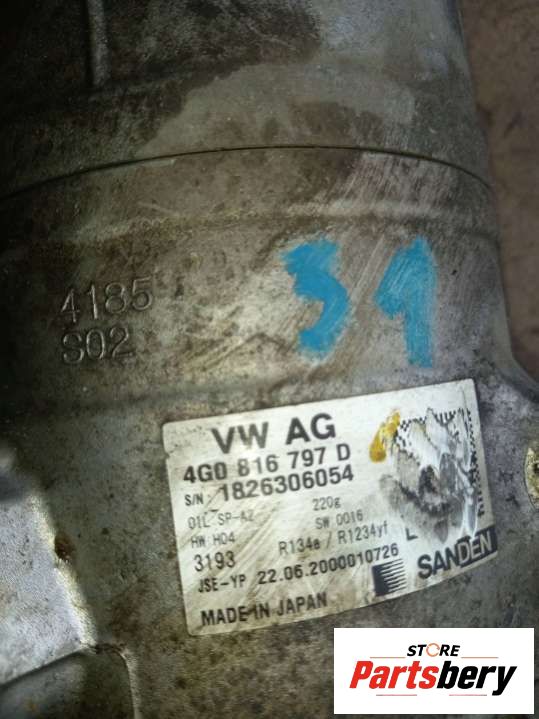 4185
S02
39
VW AG
4G0 816 797 D
S/N 1826306054
OIL SP-A2 220g
HW H04 SW 0016
3193 R134a / R1234yf
JSE-YP 22.06.2000010726
SANDEN
MADE IN JAPAN
STORE
Partsbery